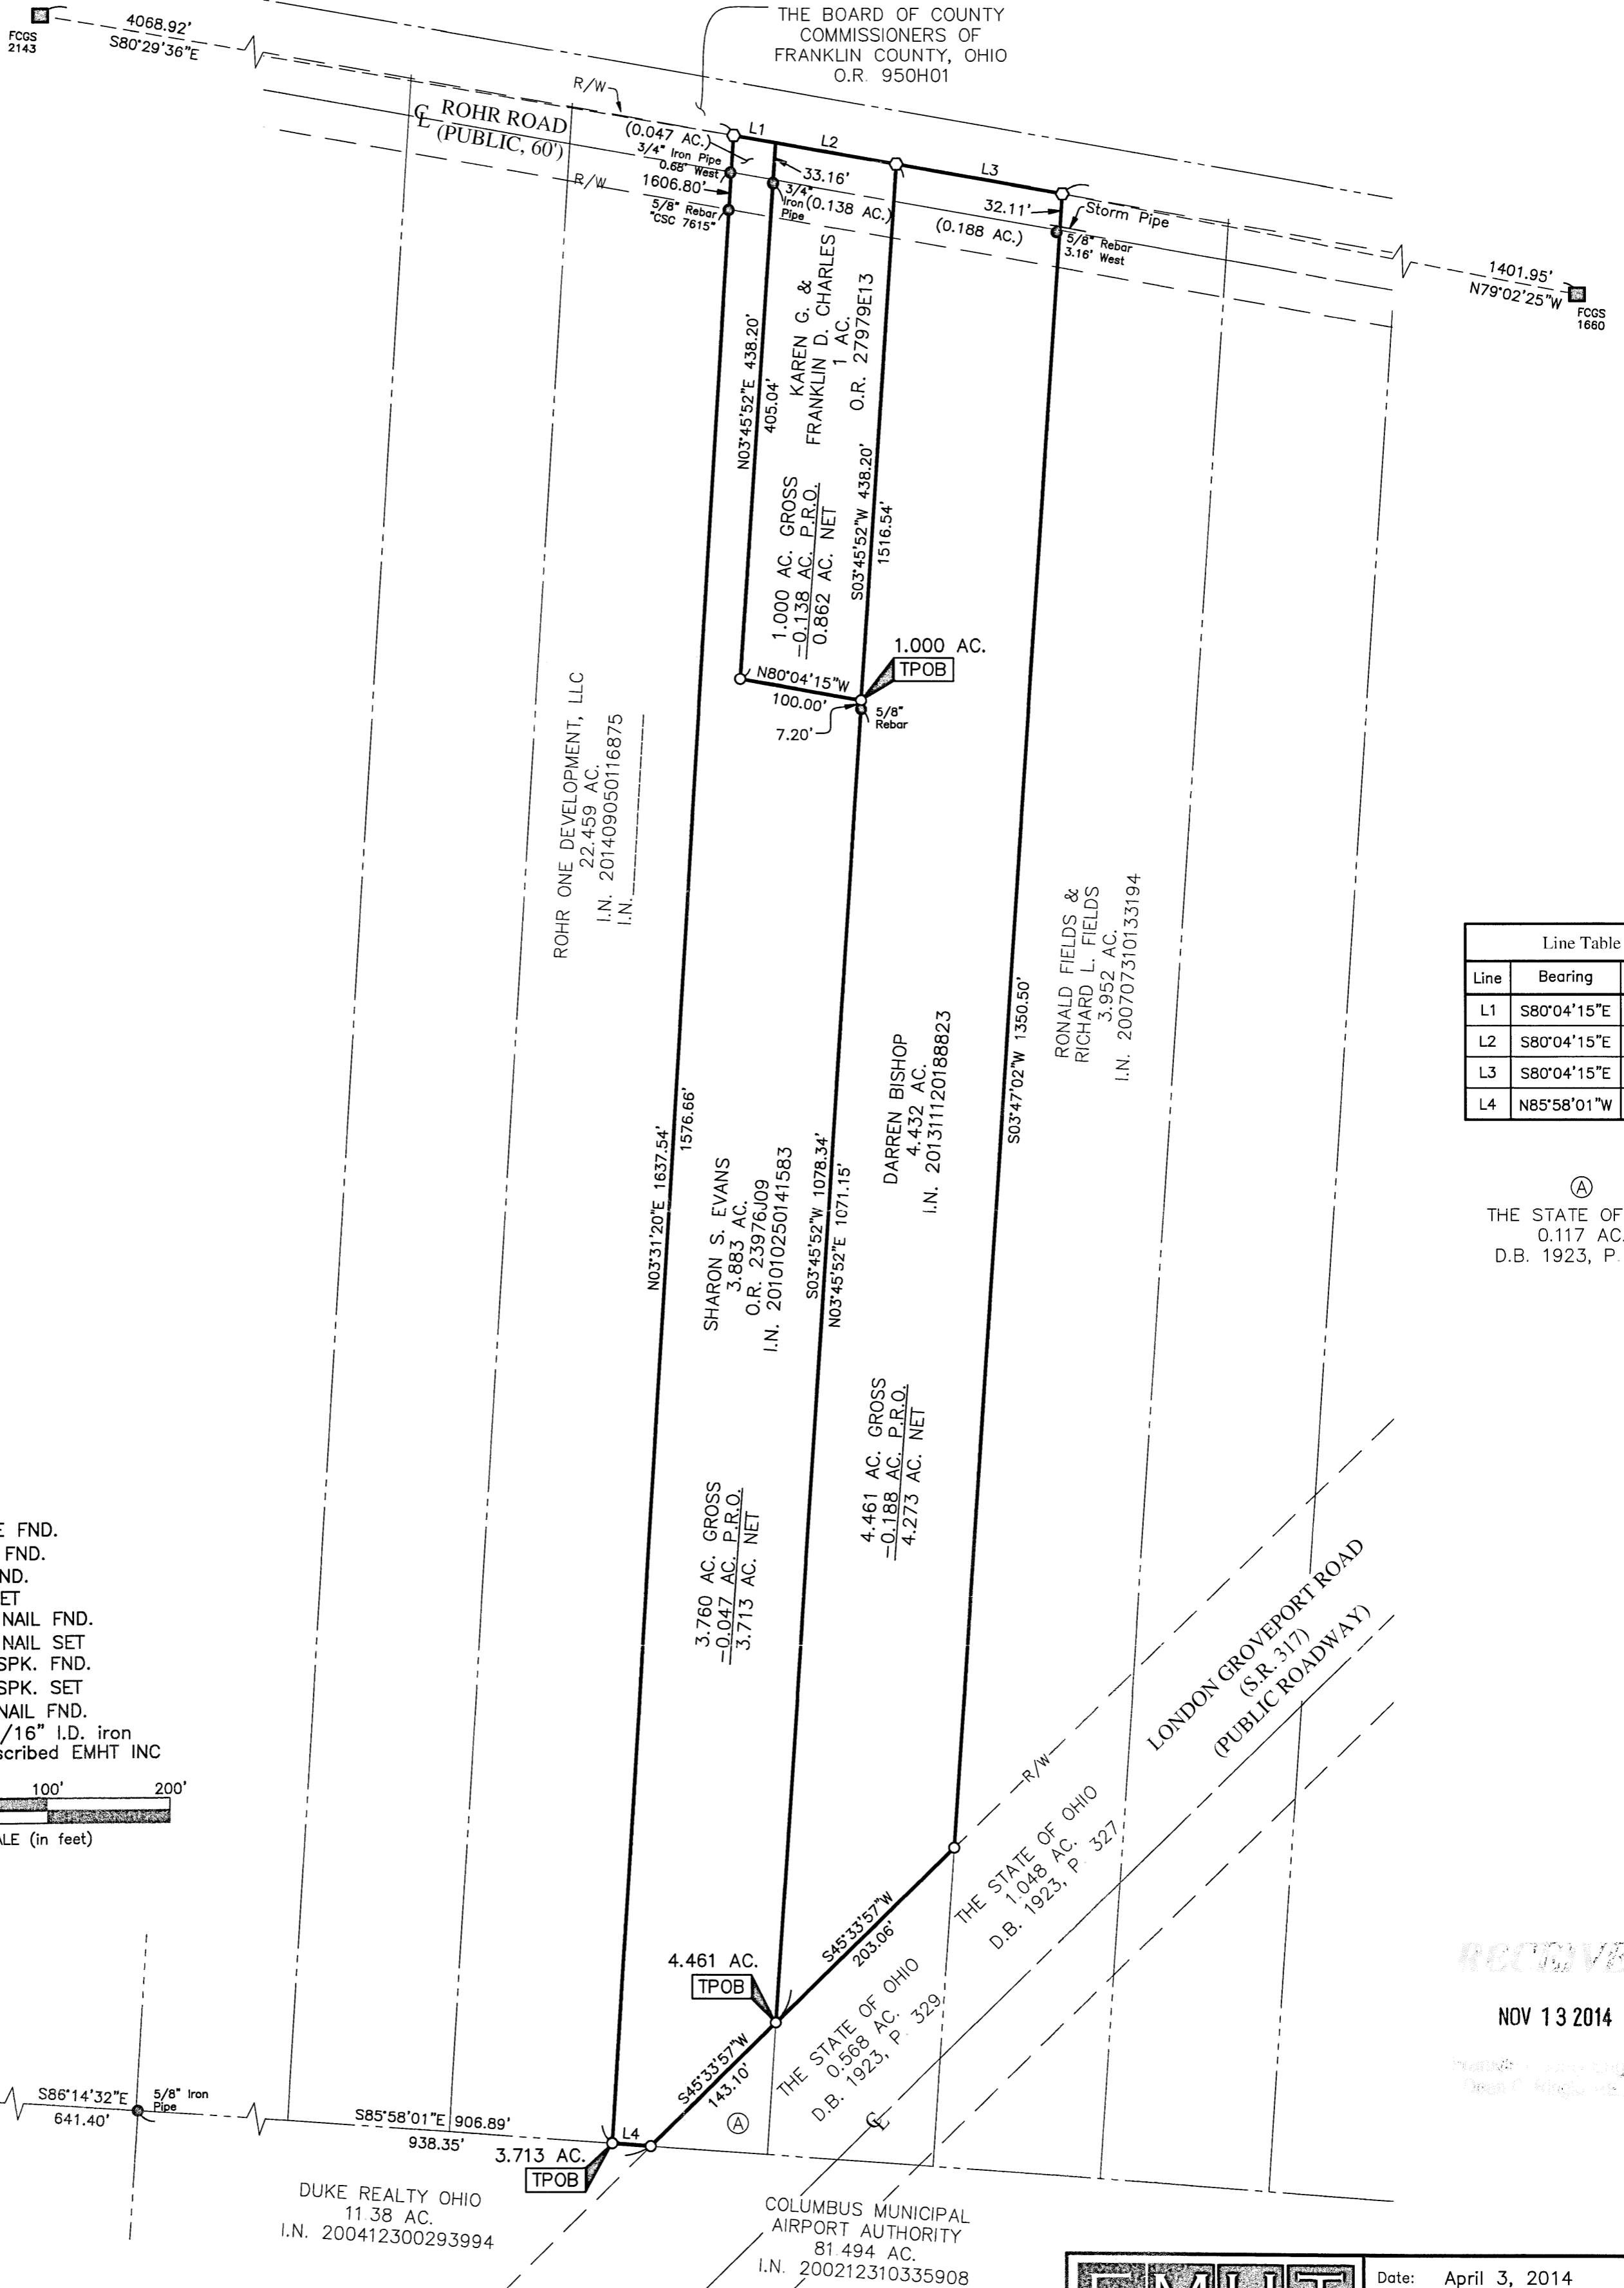 THE BOARD OF COUNTY
COMMISSIONERS OF
FRANKLIN COUNTY, OHIO
O.R. 950H01
FCGS
2143
4068.92'
S80°29'36"E
R/W
℄ ROHR ROAD
(PUBLIC, 60')
R/W
(0.047 AC.)
3/4" Iron Pipe
0.68' West
1606.80'
5/8" Rebar
"CSC 7615"
L1
L2
L3
33.16'
3/4"
Iron
Pipe
(0.138 AC.)
32.11'
(0.188 AC.)
Storm Pipe
5/8" Rebar
3.16' West
1401.95'
N79°02'25"W
FCGS
1660
N03°45'52"E 438.20'
405.04'
KAREN G. &
FRANKLIN D. CHARLES
1 AC.
O.R. 27979E13
1.000 AC. GROSS
-0.138 AC. P.R.O.
0.862 AC. NET
S03°45'52"W 438.20'
1516.54'
1.000 AC.
TPOB
N80°04'15"W
100.00'
7.20'
5/8"
Rebar
ROHR ONE DEVELOPMENT, LLC
22.459 AC.
I.N. 201409050116875
I.N.
RONALD FIELDS &
RICHARD L. FIELDS
3.952 AC.
I.N. 200707310133194
Line Table
Line Bearing
L1 S80°04'15"E
L2 S80°04'15"E
L3 S80°04'15"E
L4 N85°58'01"W
A
THE STATE OF
0.117 AC.
D.B. 1923, P.
N03°31'20"E 1637.54'
1576.66'
SHARON S. EVANS
3.883 AC.
O.R. 23976J09
I.N. 201010250141583
S03°45'52"W 1078.34'
N03°45'52"E 1071.15'
DARREN BISHOP
4.432 AC.
I.N. 201311120188823
S03°47'02"W 1350.50'
3.760 AC. GROSS
-0.047 AC. P.R.O.
3.713 AC. NET
4.461 AC. GROSS
-0.188 AC. P.R.O.
4.273 AC. NET
FND.
FND.
NAIL FND.
NAIL SET
SPK. FND.
SPK. SET
NAIL FND.
/16" I.D. iron
EMHT INC
100' 200'
(in feet)
LONDON GROVEPORT ROAD
(S.R. 317)
(PUBLIC ROADWAY)
R/W
THE STATE OF OHIO
1.048 AC.
D.B. 1923, P. 327
S45°33'57"W
203.06'
4.461 AC.
TPOB
THE STATE OF OHIO
0.568 AC.
D.B. 1923, P. 329
℄
S45°33'57"W
143.10'
A
S86°14'32"E
641.40'
5/8" Iron
Pipe
S85°58'01"E 906.89'
938.35'
L4
3.713 AC.
TPOB
DUKE REALTY OHIO
11.38 AC.
I.N. 200412300293994
COLUMBUS MUNICIPAL
AIRPORT AUTHORITY
81.494 AC.
I.N. 200212310335908
NOV 13 2014
EMHT
Date: April 3, 2014